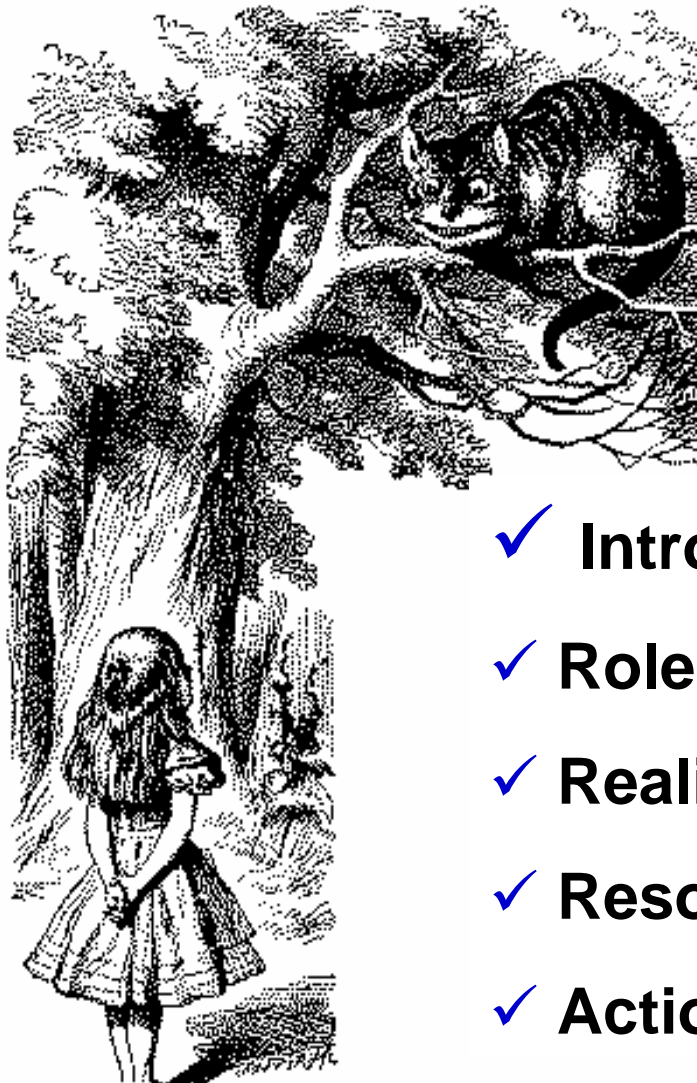 ✓ Intro
✓ Role
✓ Reali
✓ Reso
✓ Actio